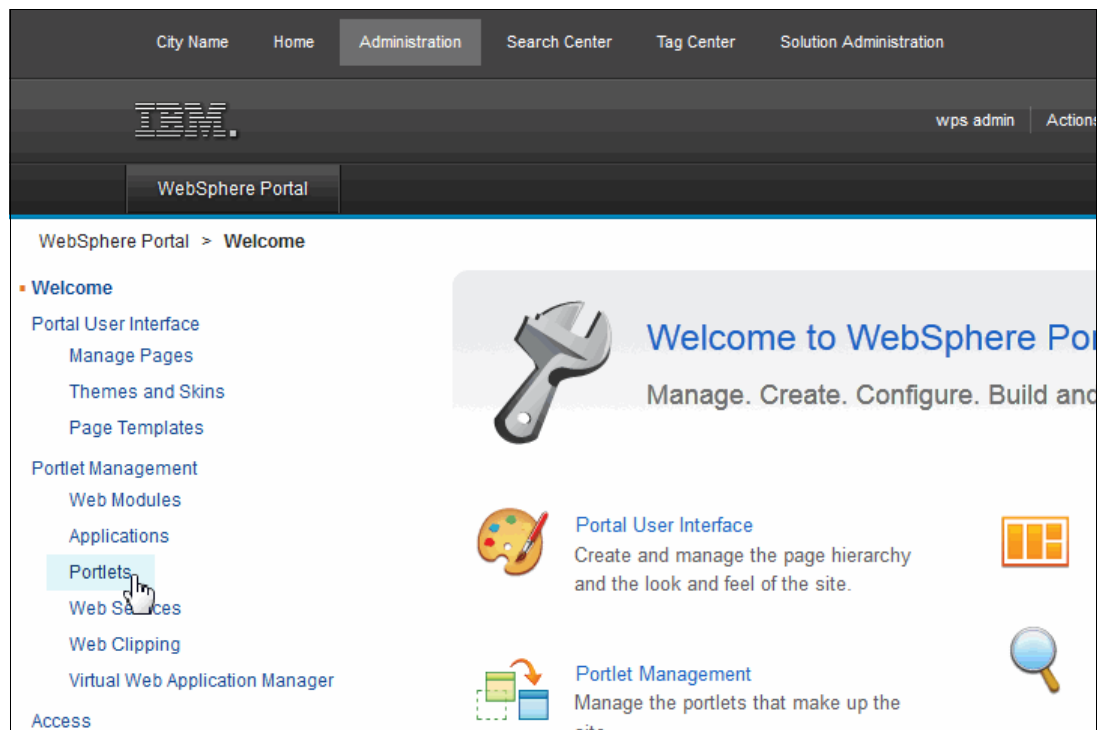 City Name Home Administration Search Center Tag Center Solution Administration
IBM.
wps admin Actions
WebSphere Portal
WebSphere Portal > Welcome
Welcome
Portal User Interface
Manage Pages
Themes and Skins
Page Templates
Portlet Management
Web Modules
Applications
Portlets
Web Services
Web Clipping
Virtual Web Application Manager
Access
Welcome to WebSphere Por
Manage. Create. Configure. Build and
Portal User Interface
Create and manage the page hierarchy
and the look and feel of the site.
Portlet Management
Manage the portlets that make up the